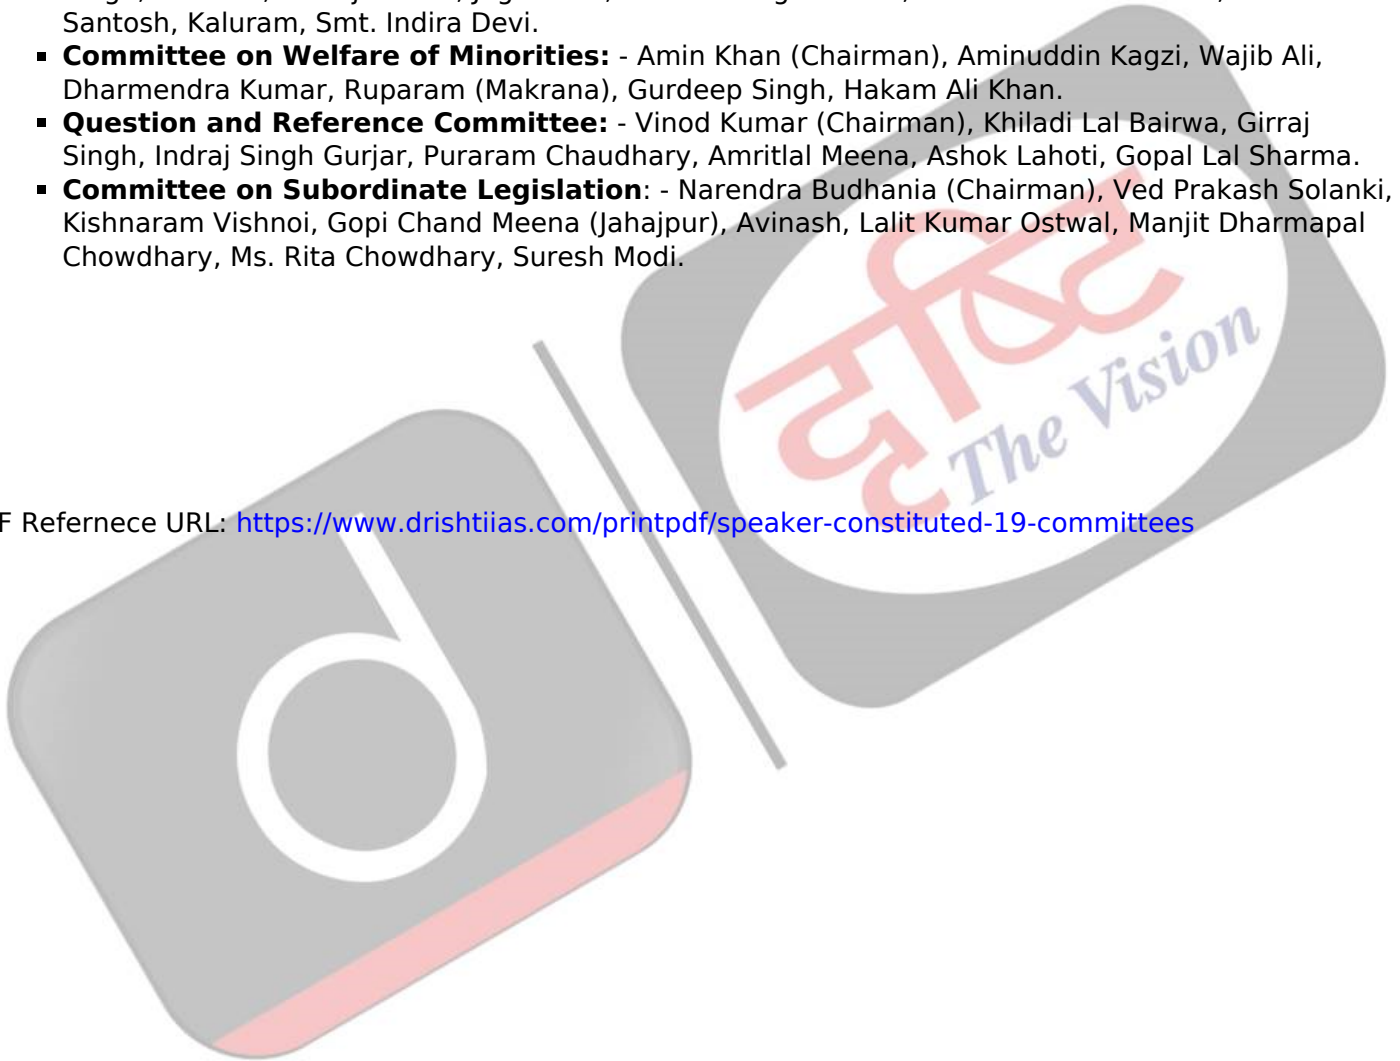 Santosh, Kaluram, Smt. Indira Devi.
▪ Committee on Welfare of Minorities: - Amin Khan (Chairman), Aminuddin Kagzi, Wajib Ali,
Dharmendra Kumar, Ruparam (Makrana), Gurdeep Singh, Hakam Ali Khan.
▪ Question and Reference Committee: - Vinod Kumar (Chairman), Khiladi Lal Bairwa, Girraj
Singh, Indraj Singh Gurjar, Puraram Chaudhary, Amritlal Meena, Ashok Lahoti, Gopal Lal Sharma.
▪ Committee on Subordinate Legislation: - Narendra Budhania (Chairman), Ved Prakash Solanki,
Kishnaram Vishnoi, Gopi Chand Meena (Jahajpur), Avinash, Lalit Kumar Ostwal, Manjit Dharmapal
Chowdhary, Ms. Rita Chowdhary, Suresh Modi.
दृष्टि
The Vision
F Refernece URL: https://www.drishtiias.com/printpdf/speaker-constituted-19-committees
d